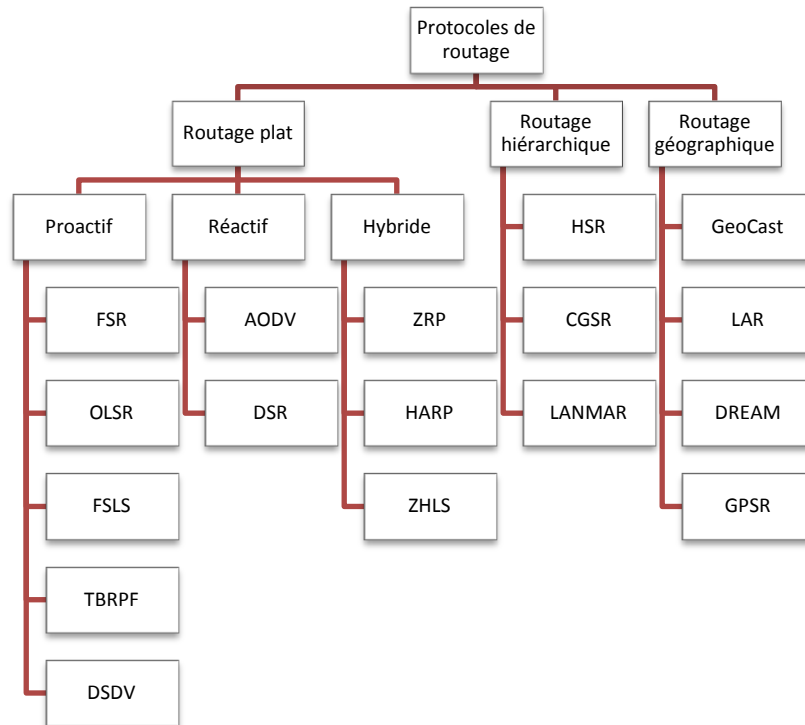 Protocoles de
routage
Routage plat
Routage
hiérarchique
Routage
géographique
Proactif
Réactif
Hybride
HSR
GeoCast
FSR
AODV
ZRP
CGSR
LAR
OLSR
DSR
HARP
LANMAR
DREAM
FSLS
ZHLS
GPSR
TBRPF
DSDV